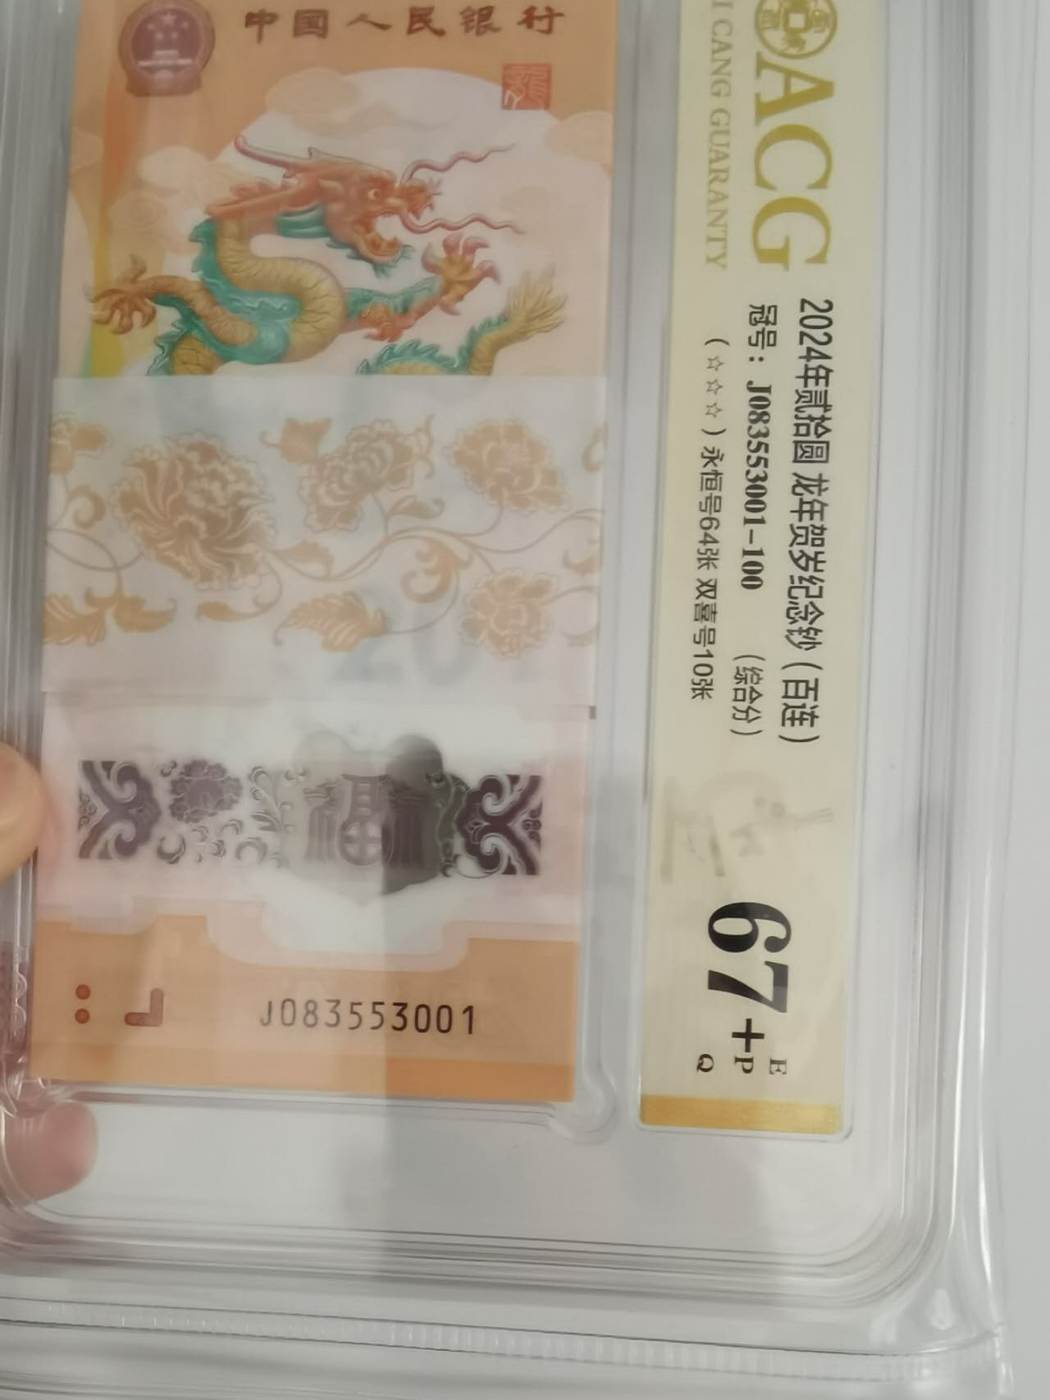 中國人民银行
龍
J083553001
ACG
I CANG GUARANTY
2024年贰拾圆 龙年贺岁纪念钞（百连）
冠号：J083553001-100 （综合分）
（☆☆☆）永恒号64张 双喜号10张
67+
E
P
Q